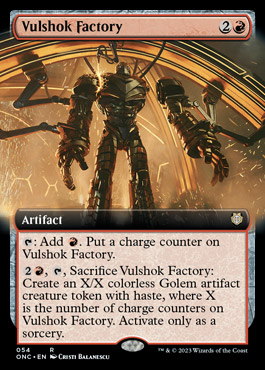 Vulshok Factory 2
Artifact
: Add . Put a charge counter on
Vulshok Factory.
2 , , Sacrifice Vulshok Factory:
Create an X/X colorless Golem artifact
creature token with haste, where X
is the number of charge counters on
Vulshok Factory. Activate only as a
sorcery.
054 R
ONC • EN CRISTI BALANESCU
™ & © 2023 Wizards of the Coast